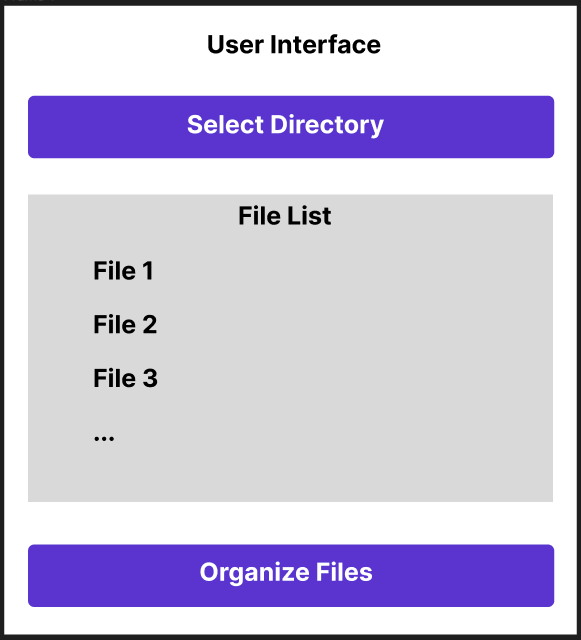 User Interface
Select Directory
File List
File 1
File 2
File 3
...
Organize Files